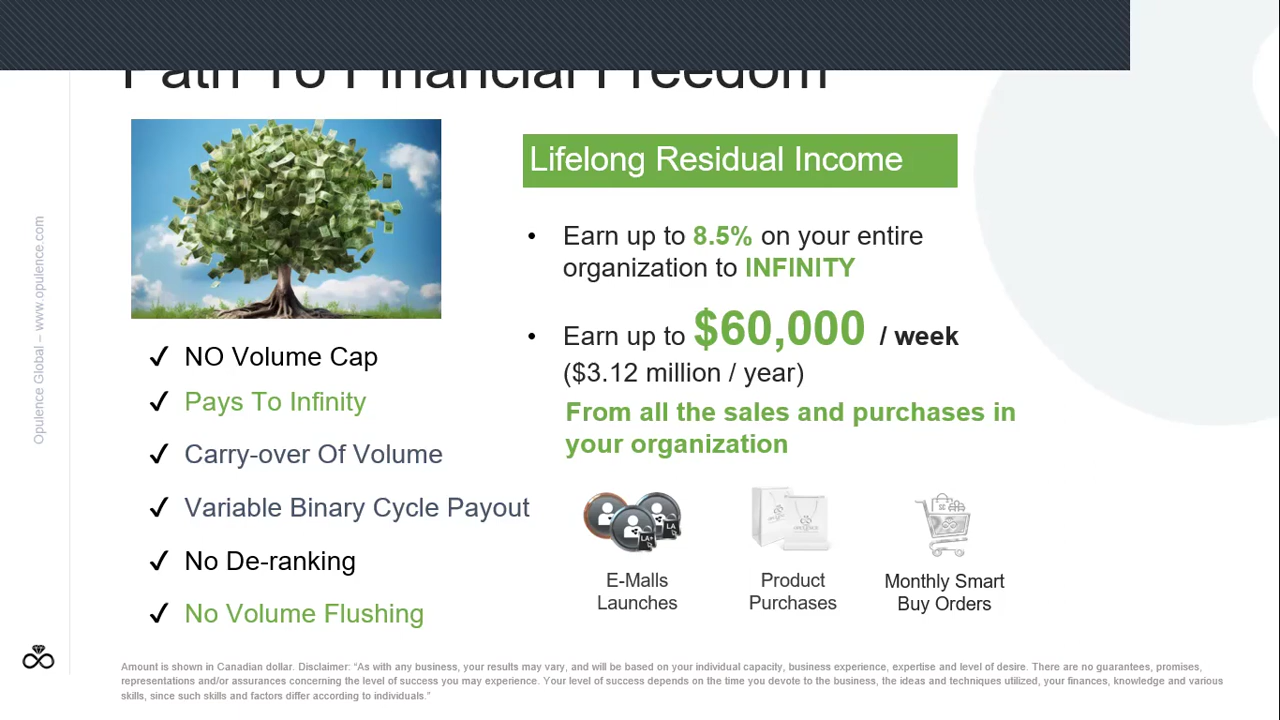 Path To Financial Freedom
Lifelong Residual Income
• Earn up to 8.5% on your entire
organization to INFINITY
• Earn up to $60,000 / week
($3.12 million / year)
From all the sales and purchases in
your organization
✓ NO Volume Cap
✓ Pays To Infinity
✓ Carry-over Of Volume
✓ Variable Binary Cycle Payout
✓ No De-ranking
✓ No Volume Flushing
LA+
LA
E-Malls
Launches
Product
Purchases
Monthly Smart
Buy Orders
Opulence Global – www.opulence.com
Amount is shown in Canadian dollar. Disclaimer: “As with any business, your results may vary, and will be based on your individual capacity, business experience, expertise and level of desire. There are no guarantees, promises,
representations and/or assurances concerning the level of success you may experience. Your level of success depends on the time you devote to the business, the ideas and techniques utilized, your finances, knowledge and various
skills, since such skills and factors differ according to individuals.”